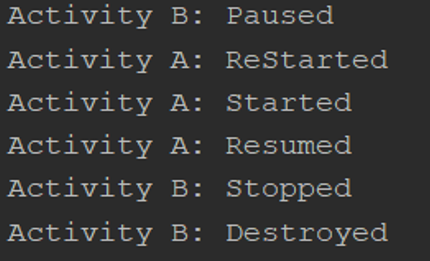 Activity B: Paused
Activity A: ReStarted
Activity A: Started
Activity A: Resumed
Activity B: Stopped
Activity B: Destroyed